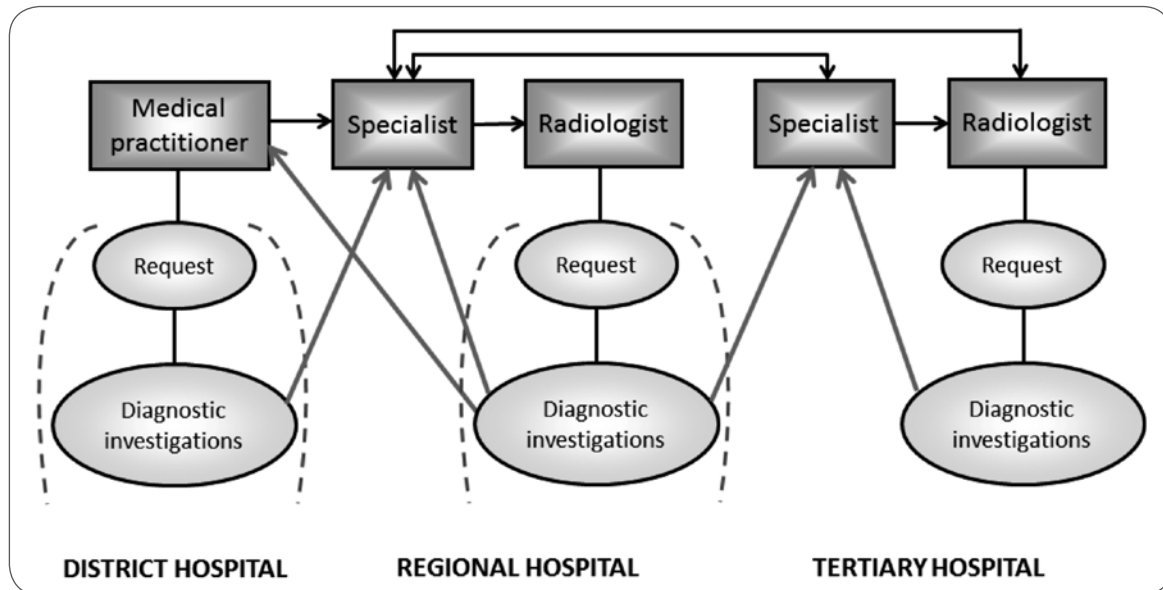 Medical
practitioner
Specialist
Radiologist
Specialist
Radiologist
Request
Request
Request
Diagnostic
investigations
Diagnostic
investigations
Diagnostic
investigations
DISTRICT HOSPITAL
REGIONAL HOSPITAL
TERTIARY HOSPITAL